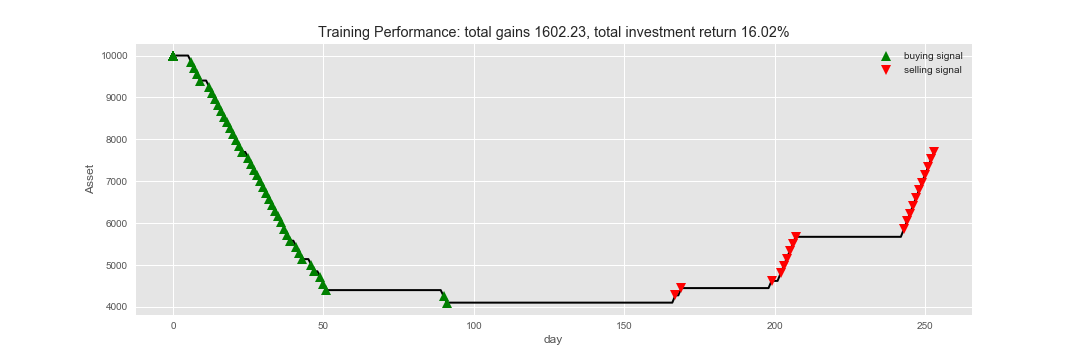 Training Performance: total gains 1602.23, total investment return 16.02%
buying signal
selling signal
Asset
10000
9000
8000
7000
6000
5000
4000
0 50 100 150 200 250
day